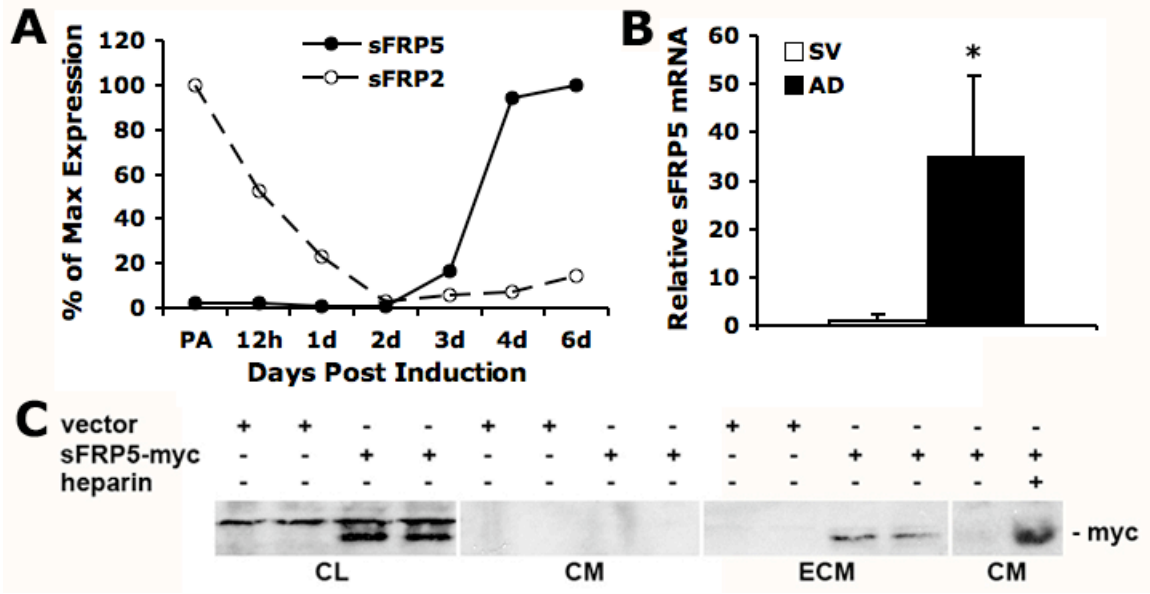 A
120
100
80
60
40
20
0
% of Max Expression
sFRP5
sFRP2
PA 12h 1d 2d 3d 4d 6d
Days Post Induction
B
60
50
40
30
20
10
0
Relative sFRP5 mRNA
SV
AD
*
C
vector + + - - + + - - + + - - - -
sFRP5-myc - - + + - - + + - - + + + +
heparin - - - - - - - - - - - - - +
- myc
CL CM ECM CM